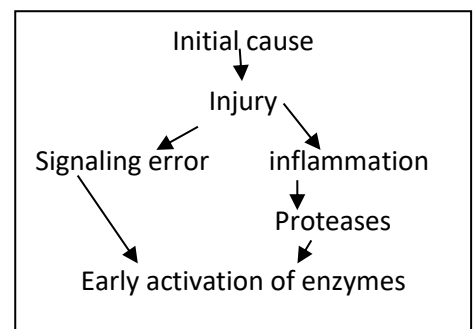 Initial cause
Injury
Signaling error inflammation
Proteases
Early activation of enzymes